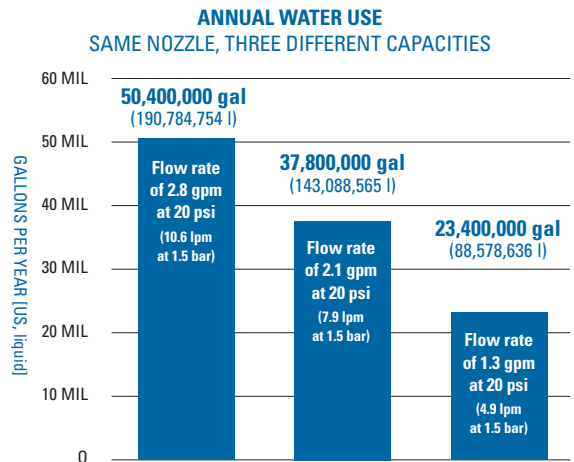 ANNUAL WATER USE
SAME NOZZLE, THREE DIFFERENT CAPACITIES
GALLONS PER YEAR [US, liquid]
60 MIL
50 MIL
40 MIL
30 MIL
20 MIL
10 MIL
0
50,400,000 gal
(190,784,754 l)
Flow rate
of 2.8 gpm
at 20 psi
(10.6 lpm
at 1.5 bar)
37,800,000 gal
(143,088,565 l)
Flow rate
of 2.1 gpm
at 20 psi
(7.9 lpm
at 1.5 bar)
23,400,000 gal
(88,578,636 l)
Flow rate
of 1.3 gpm
at 20 psi
(4.9 lpm
at 1.5 bar)